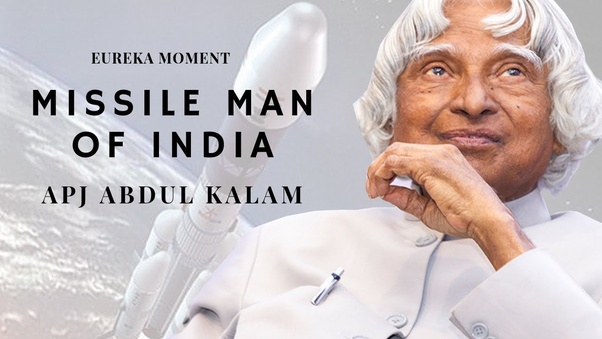 EUREKA MOMENT
MISSILE MAN
OF INDIA
APJ ABDUL KALAM